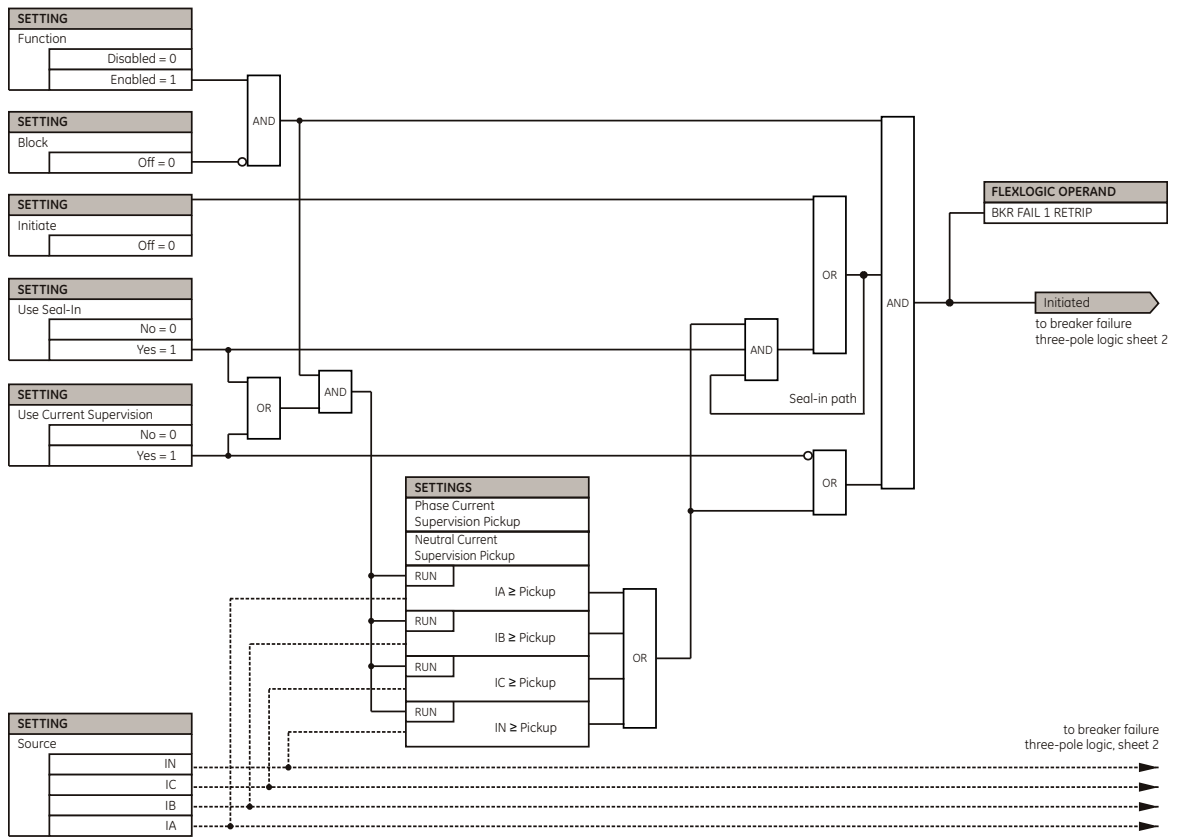 SETTING
Function
Disabled = 0
Enabled = 1
SETTING
Block
Off = 0
SETTING
Initiate
Off = 0
SETTING
Use Seal-In
No = 0
Yes = 1
SETTING
Use Current Supervision
No = 0
Yes = 1
AND
OR
AND
SETTINGS
Phase Current
Supervision Pickup
Neutral Current
Supervision Pickup
RUN
IA ≥ Pickup
RUN
IB ≥ Pickup
RUN
IC ≥ Pickup
RUN
IN ≥ Pickup
OR
AND
Seal-in path
OR
OR
AND
FLEXLOGIC OPERAND
BKR FAIL 1 RETRIP
Initiated
to breaker failure
three-pole logic sheet 2
SETTING
Source
IN
IC
IB
IA
to breaker failure
three-pole logic, sheet 2